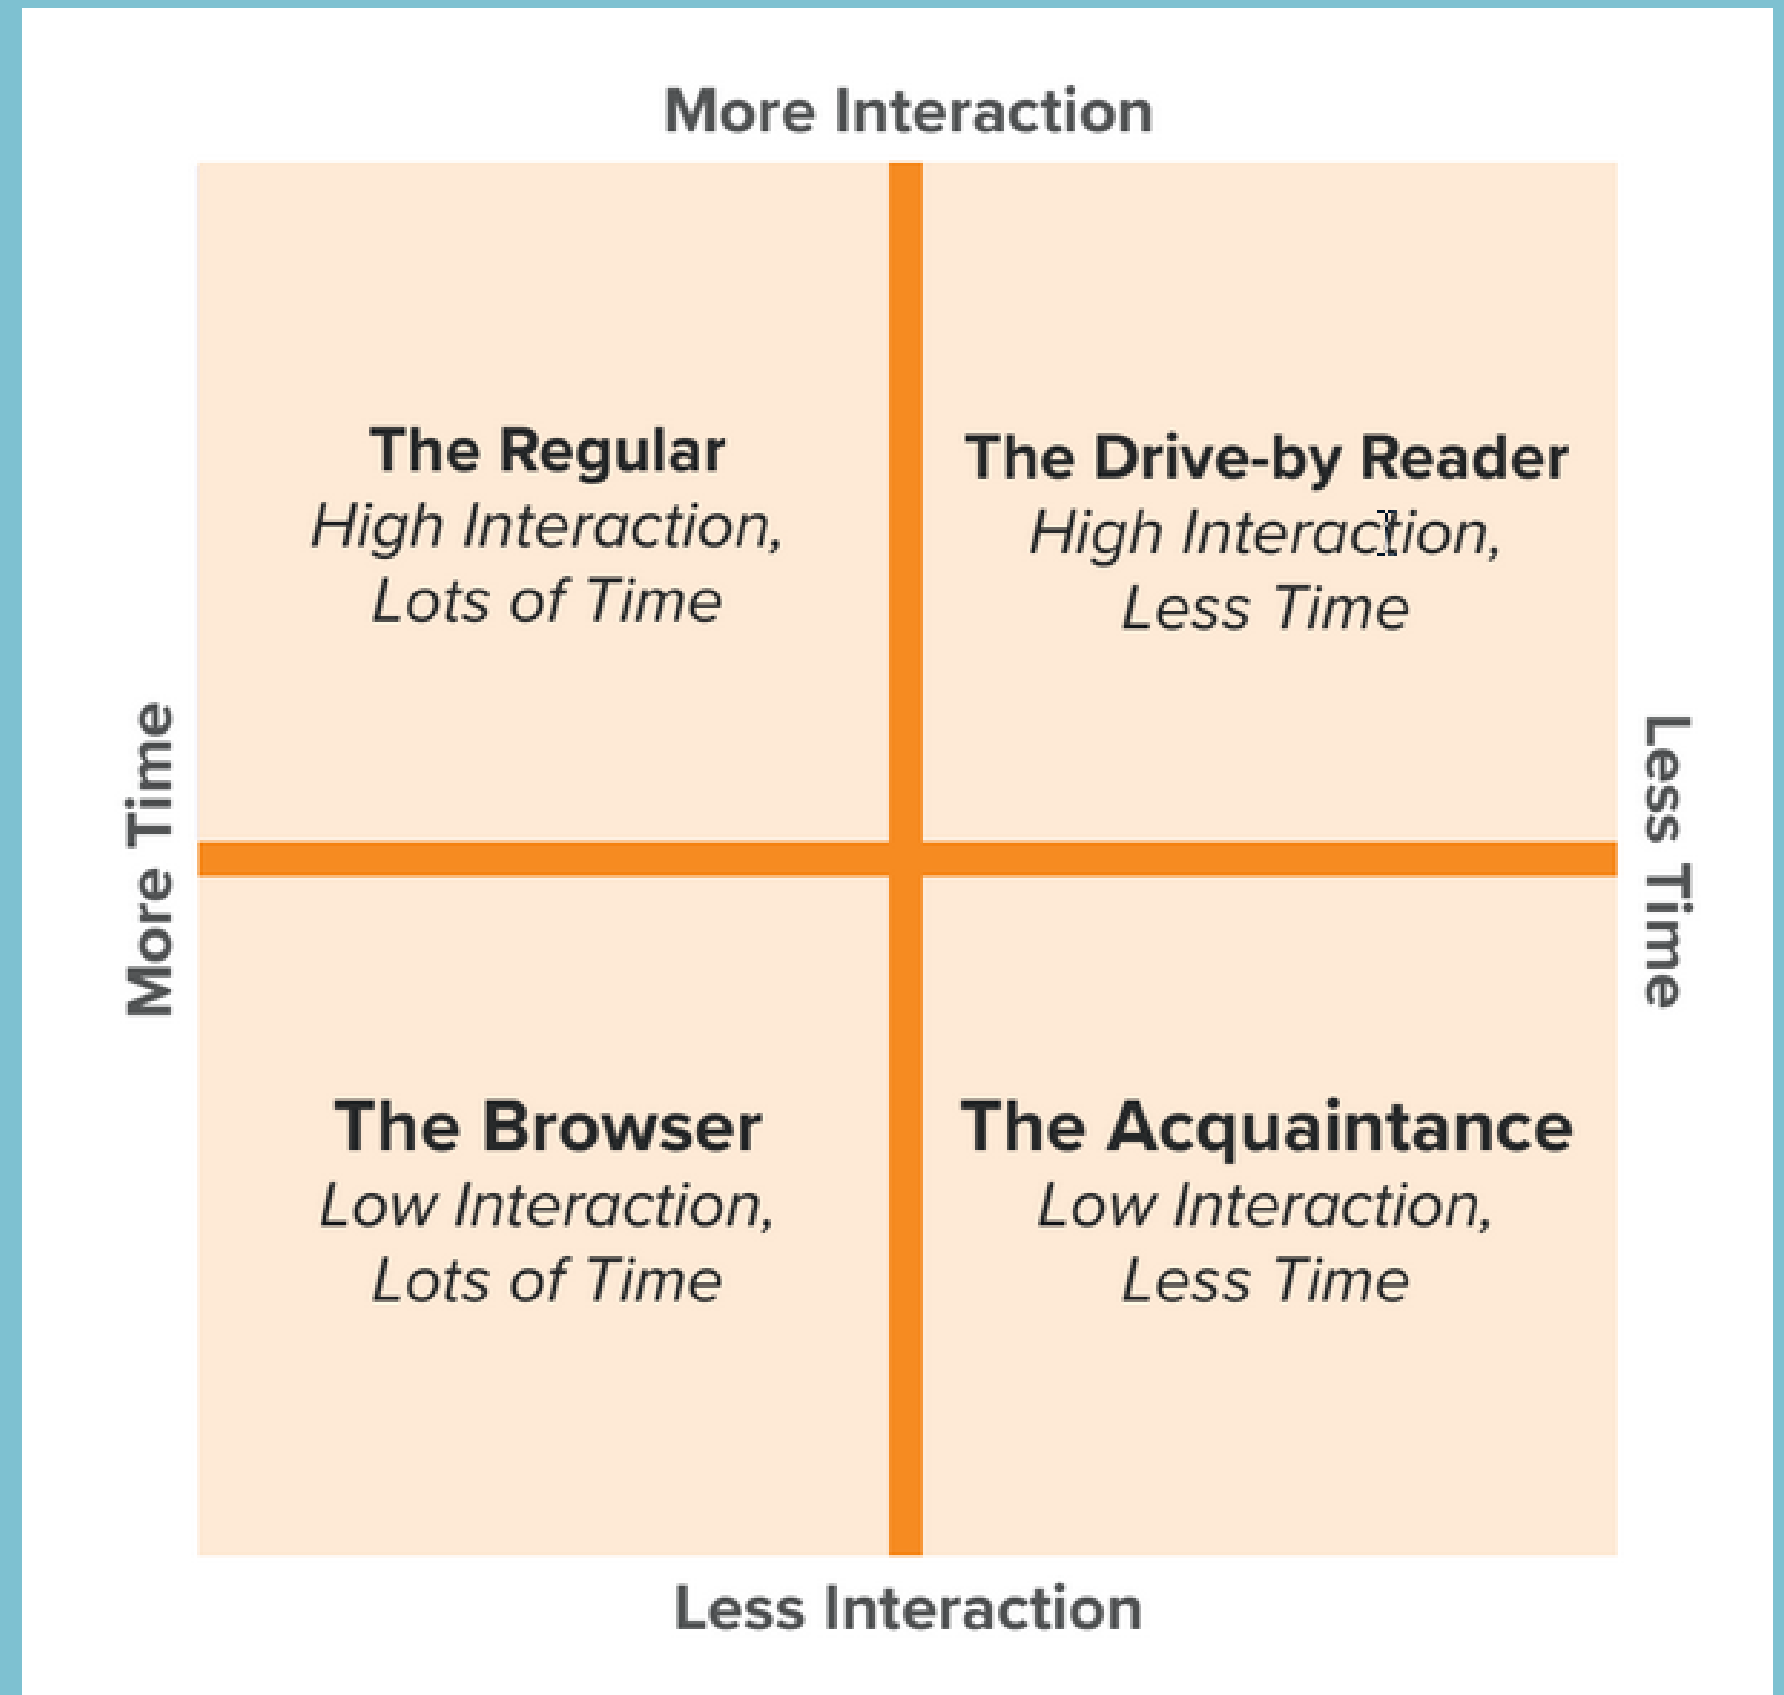 More Interaction
The Regular
High Interaction,
Lots of Time
The Drive-by Reader
High Interaction,
Less Time
More Time
Less Time
The Browser
Low Interaction,
Lots of Time
The Acquaintance
Low Interaction,
Less Time
Less Interaction